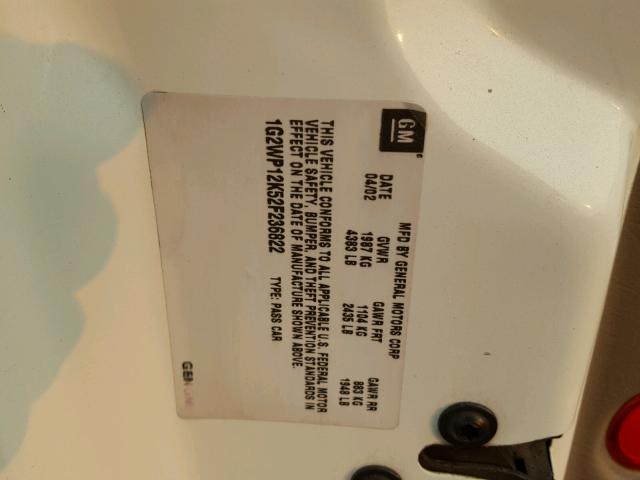 GM
MFD BY GENERAL MOTORS CORP
DATE GVWR GAWR FRT GAWR RR
04/02 1987 KG 1104 KG 883 KG
4383 LB 2435 LB 1948 LB
THIS VEHICLE CONFORMS TO ALL APPLICABLE U.S. FEDERAL MOTOR
VEHICLE SAFETY, BUMPER, AND THEFT PREVENTION STANDARDS IN
EFFECT ON THE DATE OF MANUFACTURE SHOWN ABOVE.
1G2WP12K52F236822 TYPE: PASS CAR